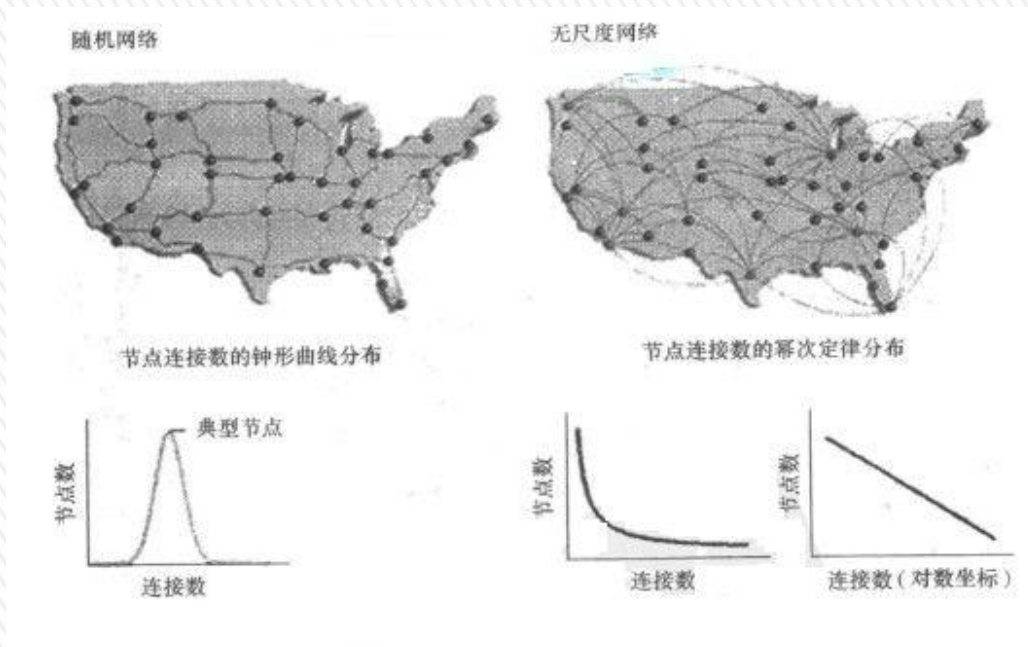 随机网络
无尺度网络
节点连接数的钟形曲线分布
节点连接数的幂次定律分布
典型节点
节点数
连接数
节点数
连接数
节点数
连接数(对数坐标)